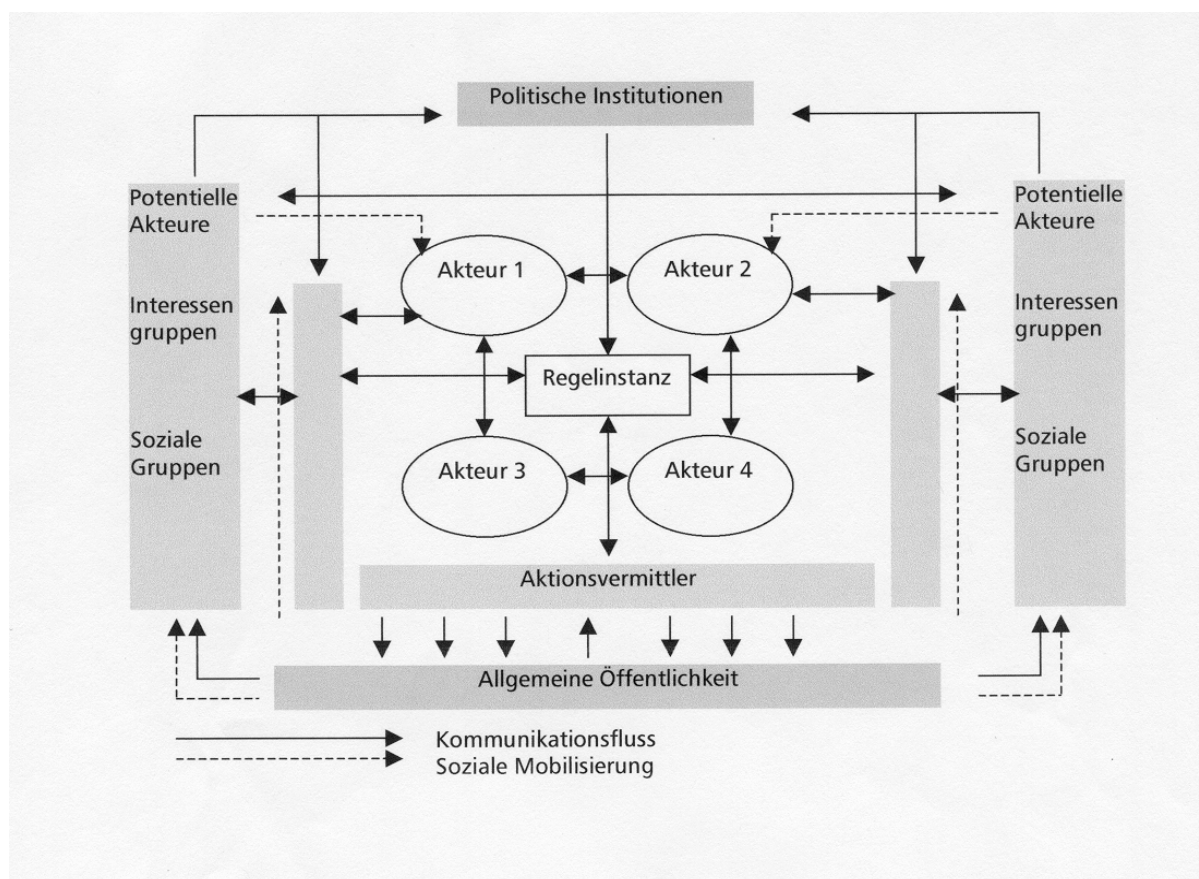 Politische Institutionen
Potentielle
Akteure
Potentielle
Akteure
Akteur 1
Akteur 2
Interessen
gruppen
Interessen
gruppen
Regelinstanz
Soziale
Gruppen
Soziale
Gruppen
Akteur 3
Akteur 4
Aktionsvermittler
Allgemeine Öffentlichkeit
Kommunikationsfluss
Soziale Mobilisierung